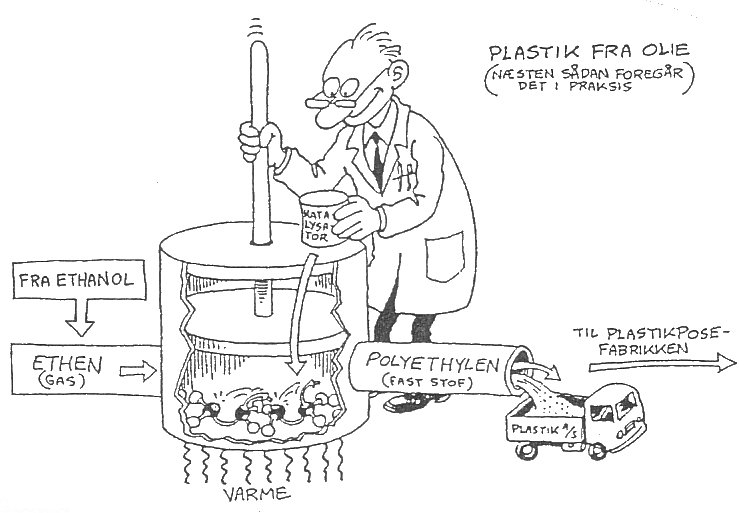 PLASTIK FRA OLIE
(NÆSTEN SÅDAN FOREGÅR
DET I PRAKSIS)
KATA
LYSA
TOR
FRA ETHANOL
ETHEN
(GAS)
POLYETHYLEN
(FAST STOF)
TIL PLASTIKPOSE-
FABRIKKEN
PLASTIK A/S
VARME